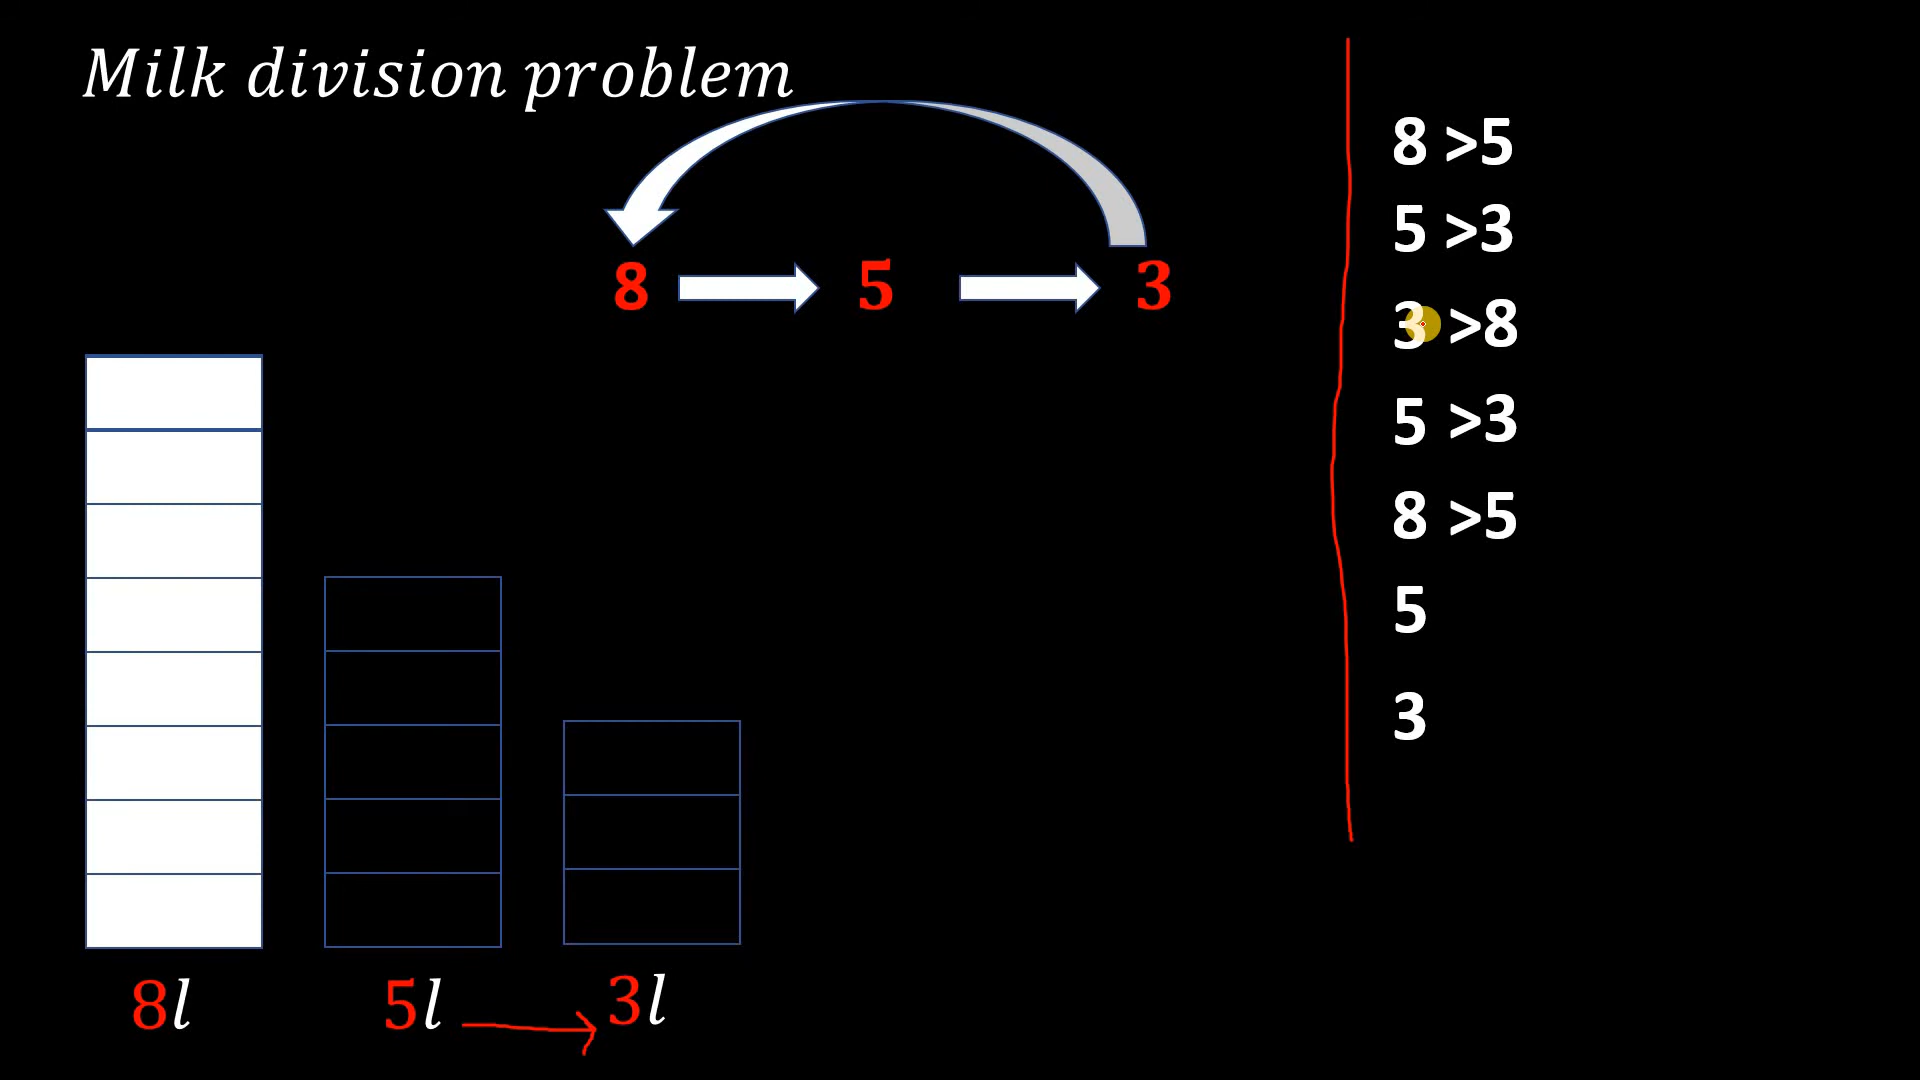 Milk division problem
8 5 3
8 >5
5 >3
3 >8
5 >3
8 >5
5
3
8l 5l 3l